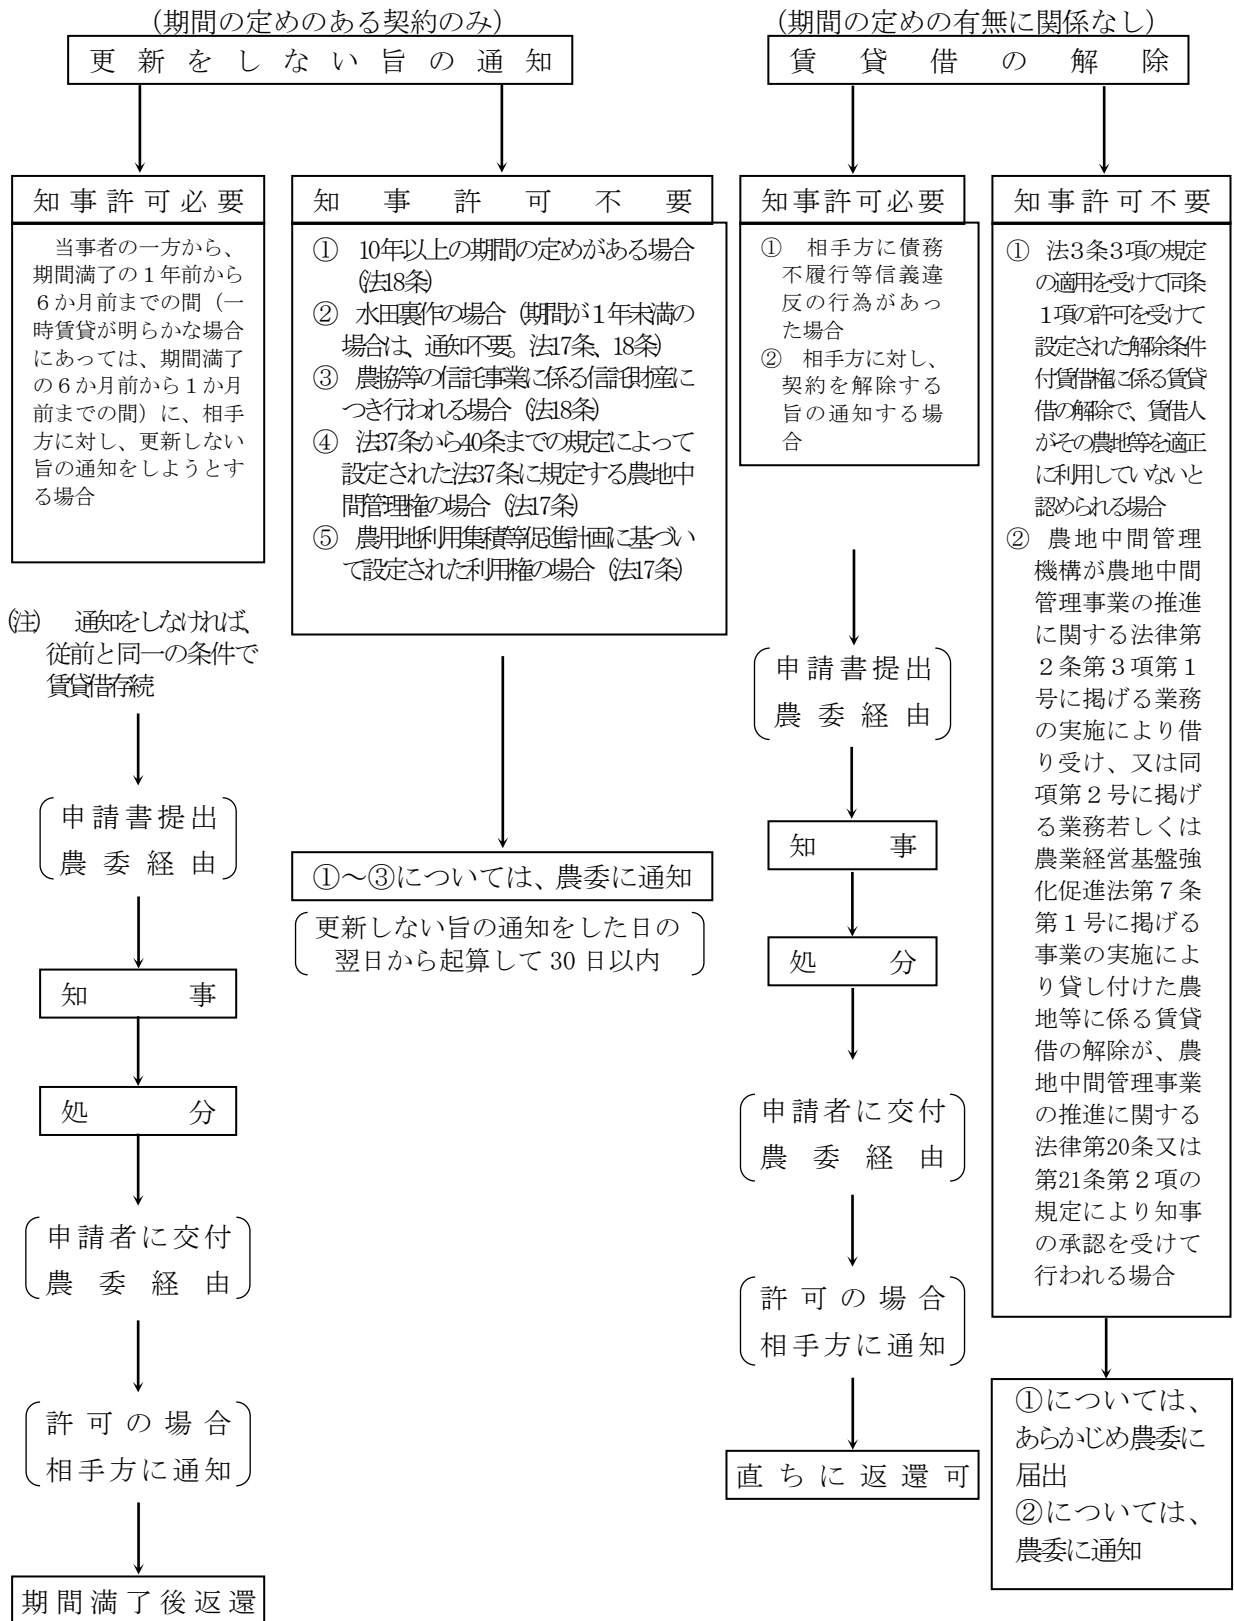 (期間の定めのある契約のみ)
更新をしない旨の通知
知事許可必要
当事者の一方から、
期間満了の１年前から
６か月前までの間（一
時賃貸が明らかな場合
にあっては、期間満了
の６か月前から１か月
前までの間）に、相手
方に対し、更新しない
旨の通知をしようとす
る場合
(注)　通知をしなければ、
従前と同一の条件で
賃貸借存続
申請書提出
農委経由
知事
処分
申請者に交付
農委経由
許可の場合
相手方に通知
期間満了後返還
知事許可不要
①　10年以上の期間の定めがある場合
(法18条)
②　水田裏作の場合（期間が１年未満の
場合は、通知不要。法17条、18条）
③　農協等の信託事業に係る信託財産に
つき行われる場合（法18条）
④　法37条から40条までの規定によって
設定された法37条に規定する農地中
間管理権の場合（法17条）
⑤　農用地利用集積等促進計画に基づい
て設定された利用権の場合（法17条）
①～③については、農委に通知
更新しない旨の通知をした日の
翌日から起算して 30 日以内
(期間の定めの有無に関係なし)
賃貸借の解除
知事許可必要
①　相手方に債務
不履行等信義違
反の行為があっ
た場合
②　相手方に対し、
契約を解除する
旨の通知する場
合
申請書提出
農委経由
知事
処分
申請者に交付
農委経由
許可の場合
相手方に通知
直ちに返還可
知事許可不要
①　法３条３項の規定
の適用を受けて同条
１項の許可を受けて
設定された解除条件
付賃借権に係る賃貸
借の解除で、賃借人
がその農地等を適正
に利用していないと
認められる場合
②　農地中間管理
機構が農地中間
管理事業の推進
に関する法律第
２条第３項第１
号に掲げる業務
の実施により借
り受け、又は同
項第２号に掲げ
る業務若しくは
農業経営基盤強
化促進法第７条
第１号に掲げる
事業の実施によ
り貸し付けた農
地等に係る賃貸
借の解除が、農
地中間管理事業
の推進に関する
法律第20条又は
第21条第２項の
規定により知事
の承認を受けて
行われる場合
①については、
あらかじめ農委に
届出
②については、
農委に通知